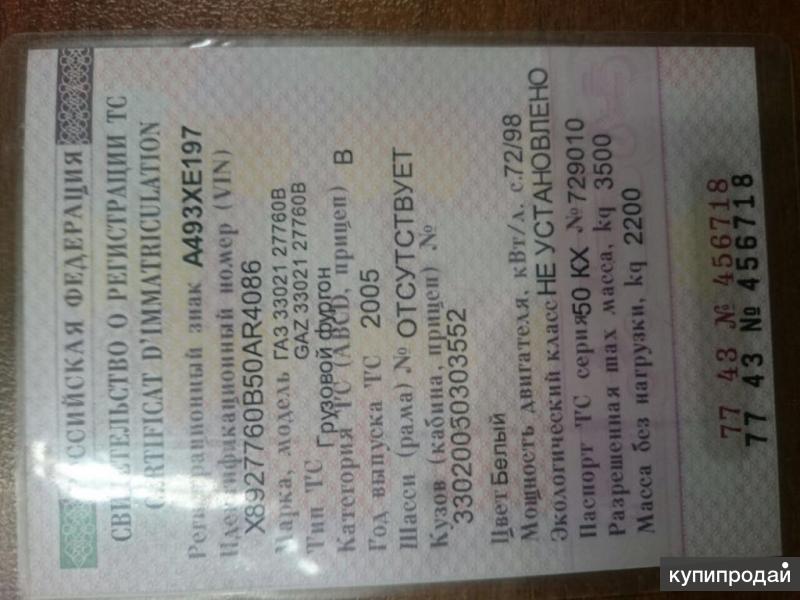 РОССИЙСКАЯ ФЕДЕРАЦИЯ
СВИДЕТЕЛЬСТВО О РЕГИСТРАЦИИ ТС
CERTIFICAT D'IMMATRICULATION
Регистрационный знак А493ХЕ197
Идентификационный номер (VIN)
X8927760B50AR4086
Марка, модель ГАЗ 33021 27760В
GAZ 33021 27760B
Тип ТС Грузовой фургон
Категория ТС (ABCD, прицеп) В
Год выпуска ТС 2005
Шасси (рама) № ОТСУТСТВУЕТ
Кузов (кабина, прицеп) №
33020050303552
Цвет Белый
Мощность двигателя, кВт/л. с. 72/98
Экологический класс НЕ УСТАНОВЛЕНО
Паспорт ТС серия 50 КХ № 729010
Разрешенная max масса, kg 3500
Масса без нагрузки, kg 2200
77 43 № 456718
77 43 № 456718
купипродай